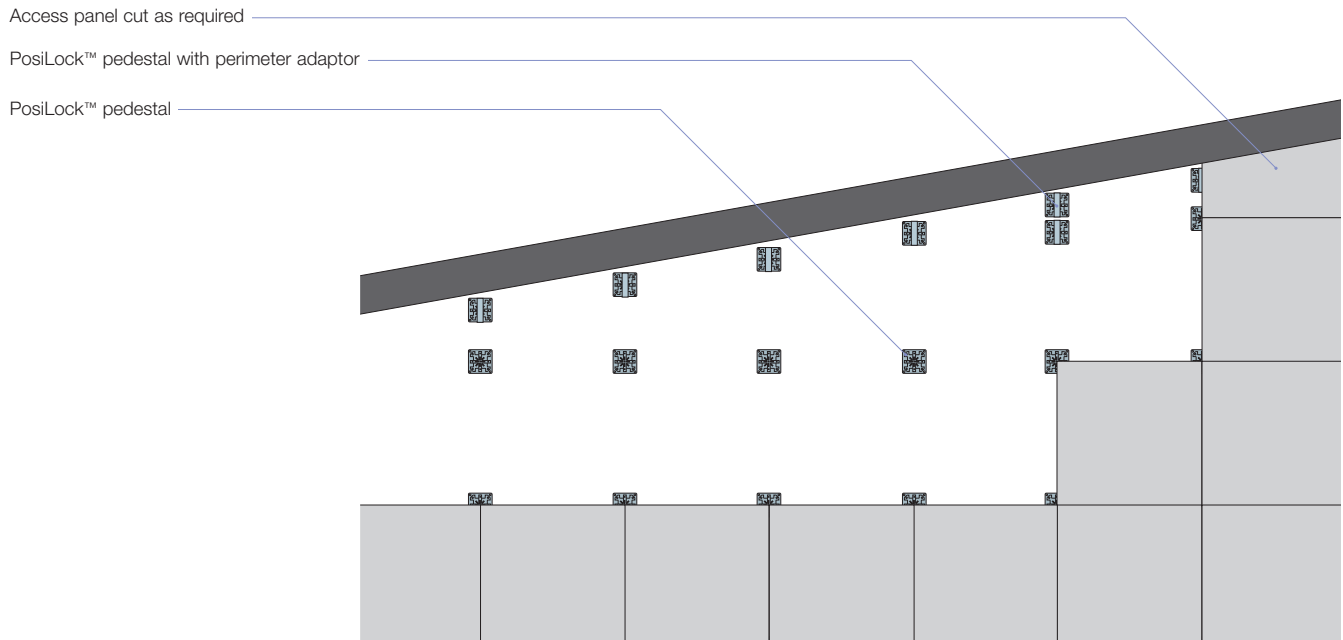 Access panel cut as required
PosiLock™ pedestal with perimeter adaptor
PosiLock™ pedestal